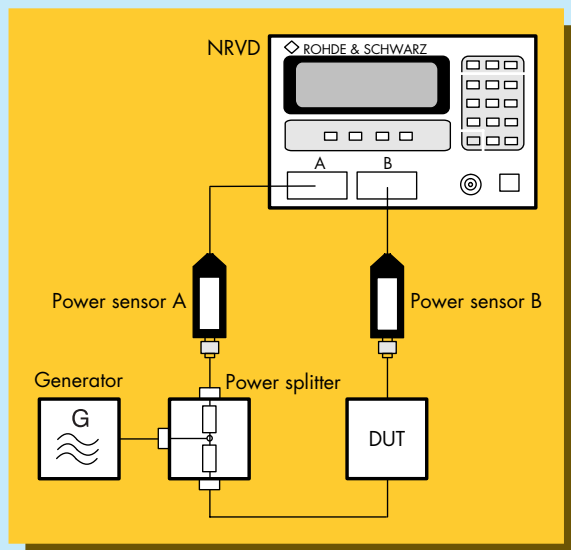 NRVD
ROHDE & SCHWARZ
A
B
Power sensor A
Power sensor B
Generator
Power splitter
G
DUT